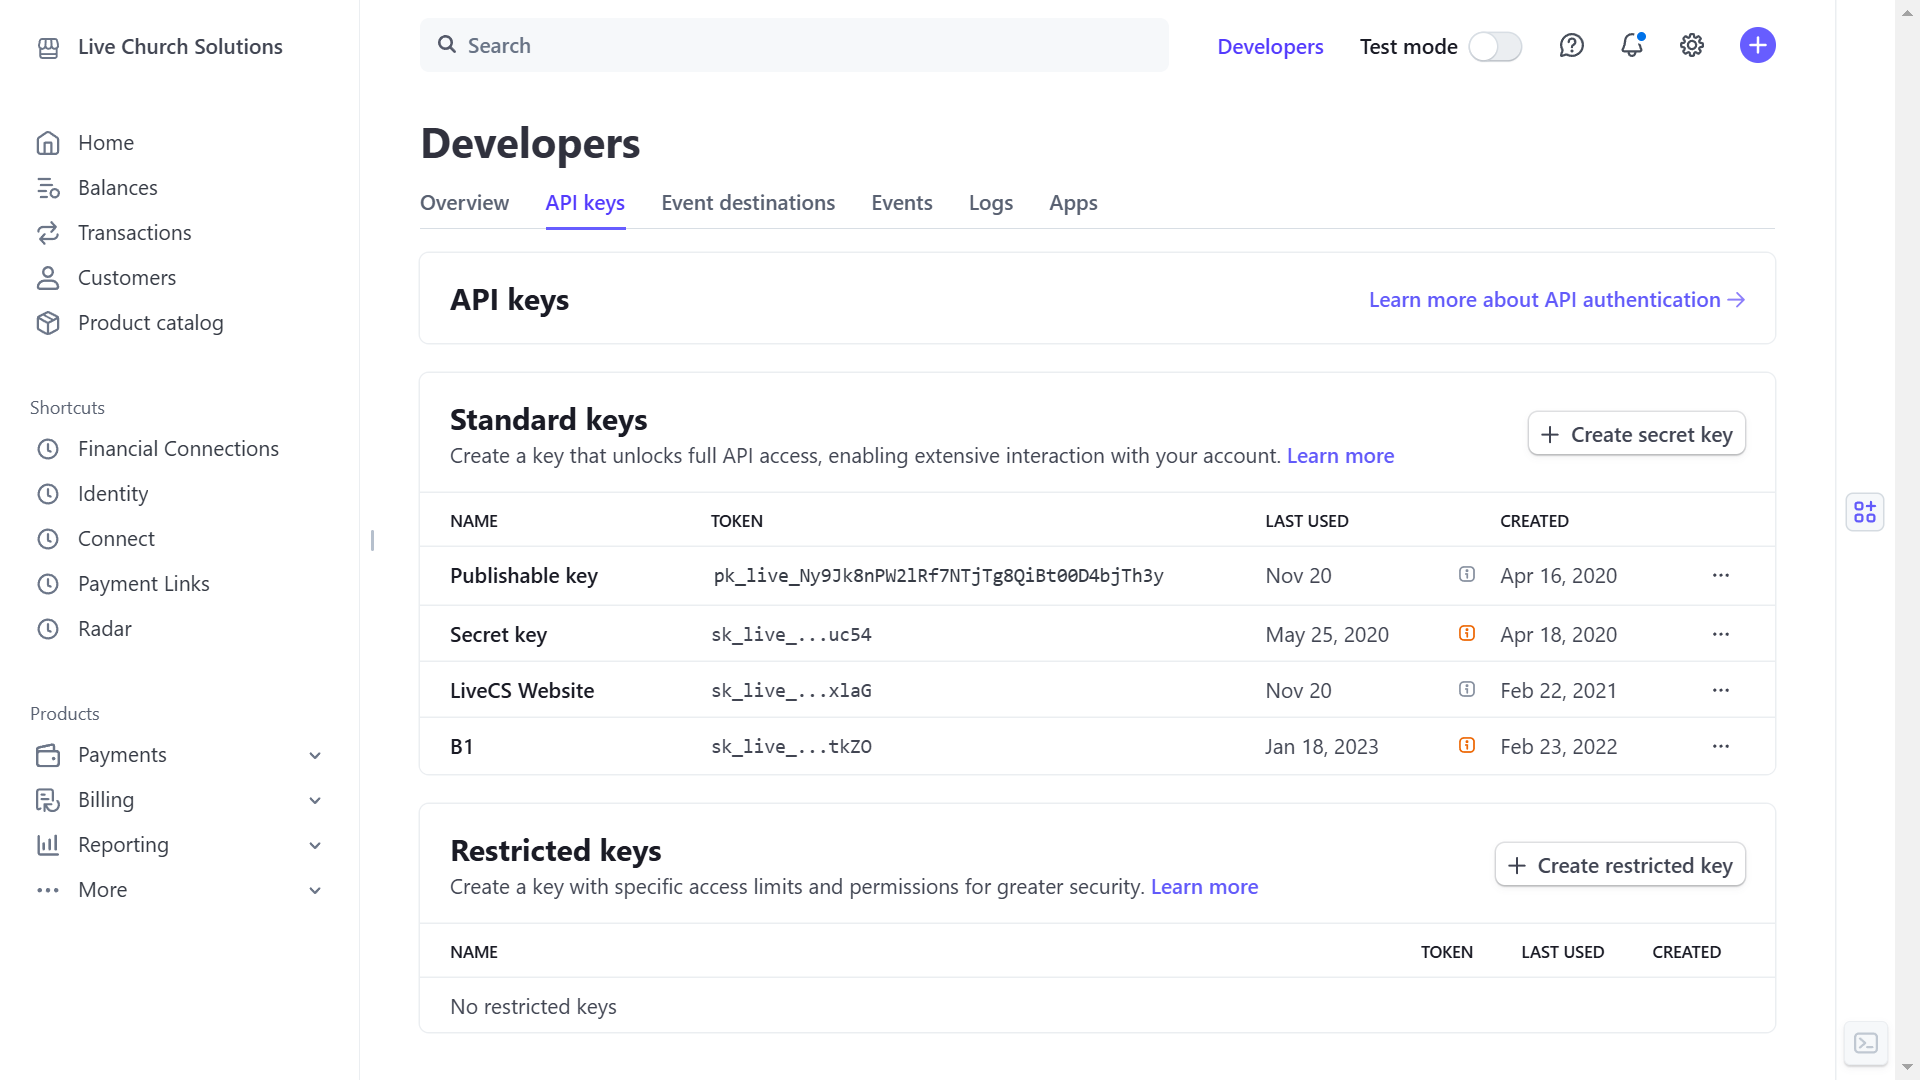 Live Church Solutions
Search
Developers
Test mode
Home
Balances
Transactions
Customers
Product catalog
Shortcuts
Financial Connections
Identity
Connect
Payment Links
Radar
Products
Payments
Billing
Reporting
More
Developers
Overview API keys Event destinations Events Logs Apps
API keys
Learn more about API authentication
Standard keys
Create a key that unlocks full API access, enabling extensive interaction with your account. Learn more
Create secret key
NAME TOKEN LAST USED CREATED
Publishable key pk_live_Ny9Jk8nPW2lRf7NTjTg8QiBt00D4bjTh3y Nov 20 Apr 16, 2020
Secret key sk_live_...uc54 May 25, 2020 Apr 18, 2020
LiveCS Website sk_live_...xlaG Nov 20 Feb 22, 2021
B1 sk_live_...tkZO Jan 18, 2023 Feb 23, 2022
Restricted keys
Create a key with specific access limits and permissions for greater security. Learn more
Create restricted key
NAME TOKEN LAST USED CREATED
No restricted keys